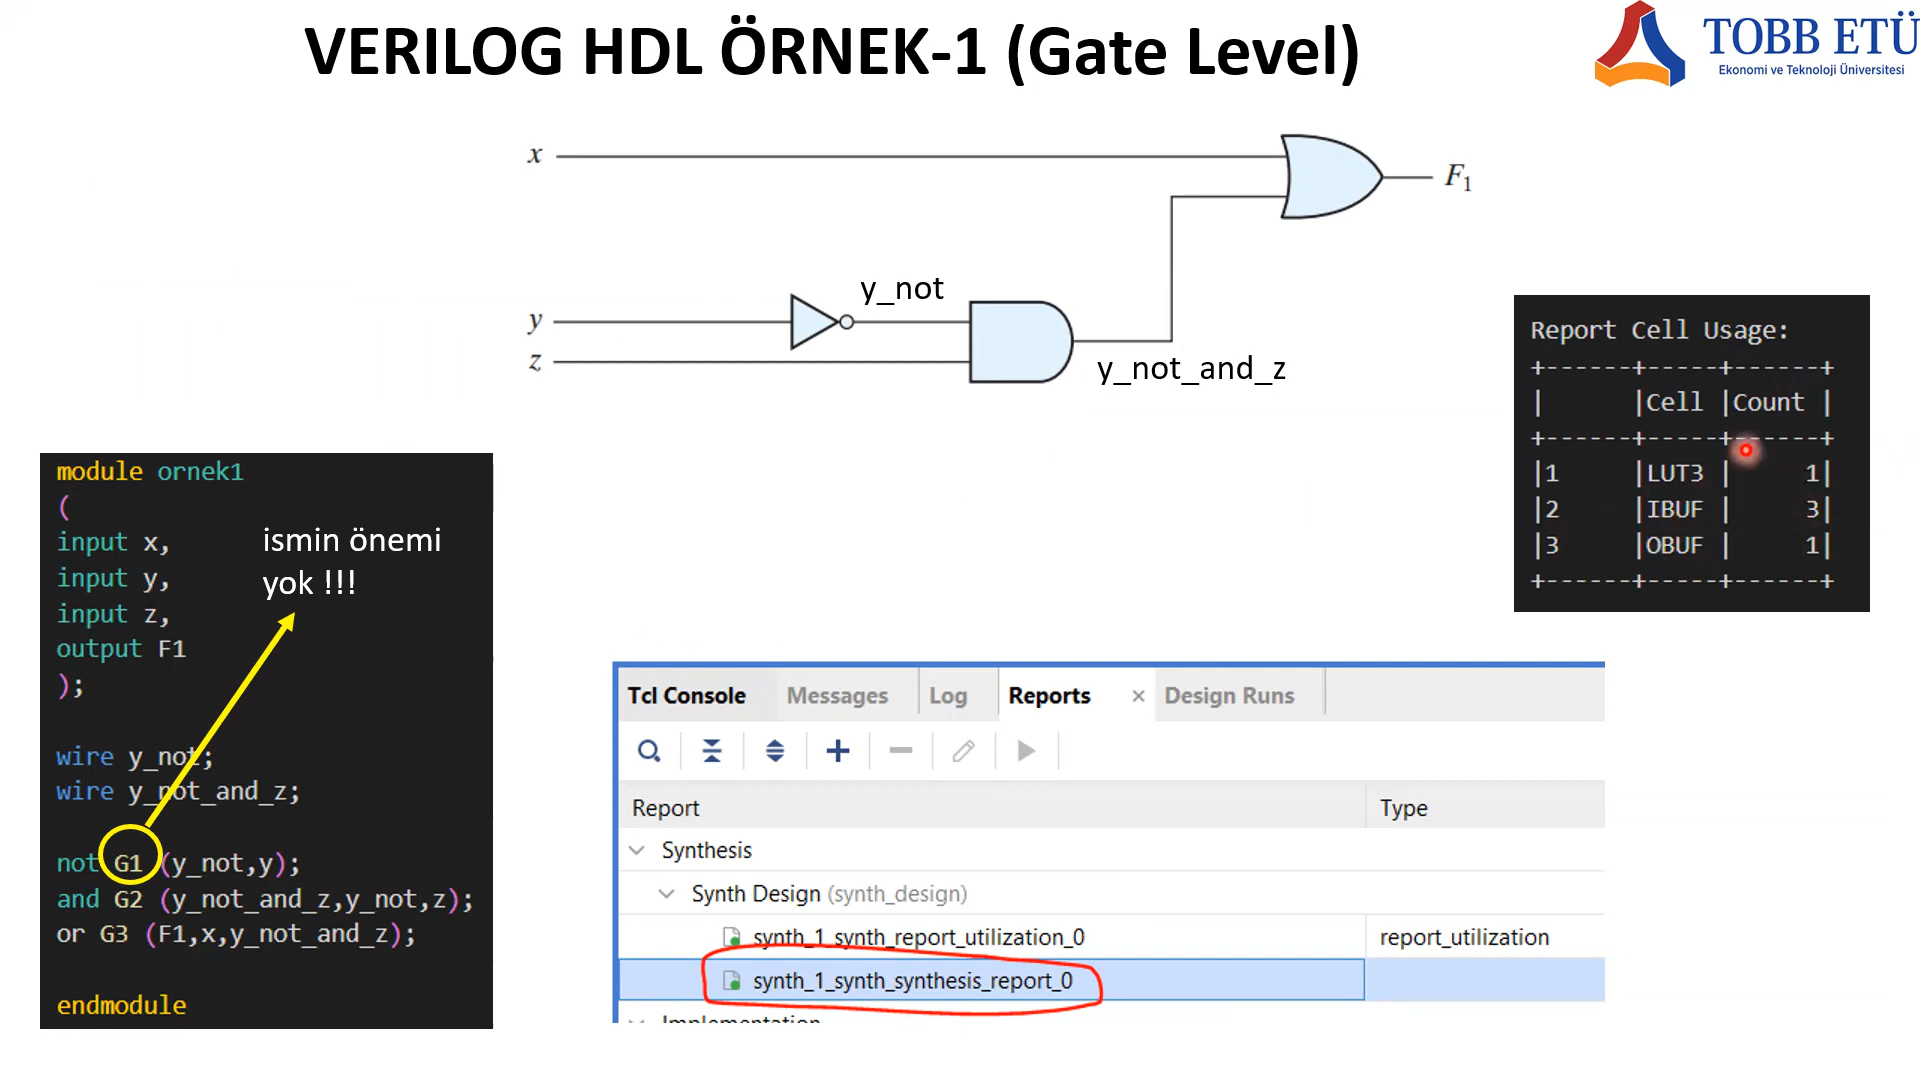 VERILOG HDL ÖRNEK-1 (Gate Level)
TOBB ETÜ
Ekonomi ve Teknoloji Üniversitesi
x
F1
y_not
y
z
y_not_and_z
Report Cell Usage:
+------+-----+------+
|      |Cell |Count |
+------+-----+------+
|1     |LUT3 |     1|
|2     |IBUF |     3|
|3     |OBUF |     1|
+------+-----+------+
module ornek1
(
input x,
input y,
input z,
output F1
);
ismin önemi
yok !!!
wire y_not;
wire y_not_and_z;
not G1 (y_not,y);
and G2 (y_not_and_z,y_not,z);
or G3 (F1,x,y_not_and_z);
endmodule
Tcl Console Messages Log Reports × Design Runs
Report Type
Synthesis
Synth Design (synth_design)
synth_1_synth_report_utilization_0 report_utilization
synth_1_synth_synthesis_report_0
Implementation